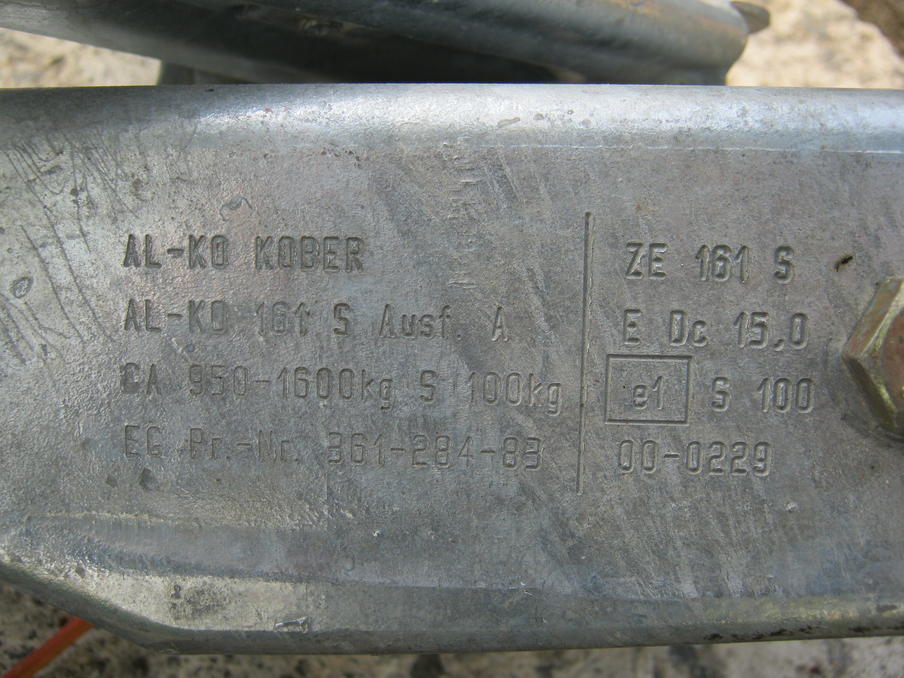 AL-KO KOBER
AL-KO 161 S Ausf. A
CA 950-1600kg S 100kg
EG Pr.-Nr. 361-284-83
ZE 161 S
E Dc 15,0
e1 S 100
00-0229